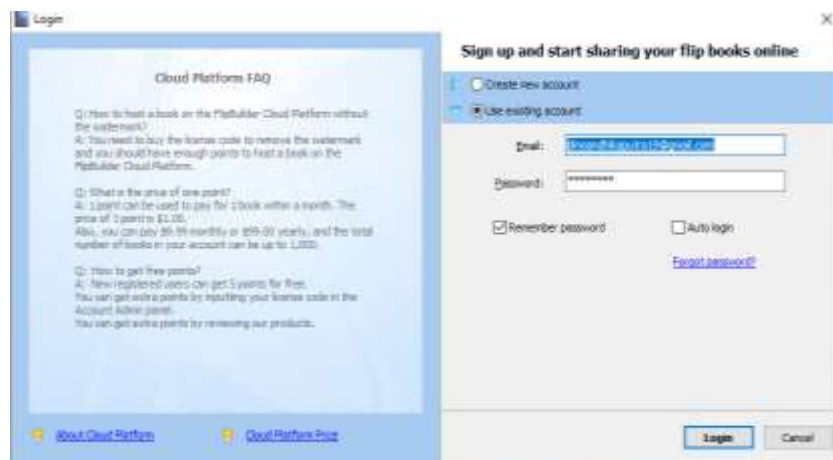 Login
Sign up and start sharing your flip books online
Cloud Platform FAQ
Q: How to host a book on the FlipBuilder Cloud Platform without
the watermark?
A: You need to buy the license code to remove the watermark
and you should have enough points to host a book on the
FlipBuilder Cloud Platform.
Q: What is the price of one point?
A: 1 point can be used to pay for 1 book within a month. The
price of 1 point is $1.00.
Also, you can pay $9.99 monthly or $99.00 yearly, and the total
number of books in your account can be up to 1,000.
Q: How to get free points?
A: New registered users can get 5 points for free.
You can get extra points by inputting your license code in the
Account Admin panel.
You can get extra points by reviewing our products.
About Cloud Platform
Cloud Platform Price
Create new account
Use existing account
Email:
Password: *********
Remember password
Auto login
Forgot password?
Login
Cancel